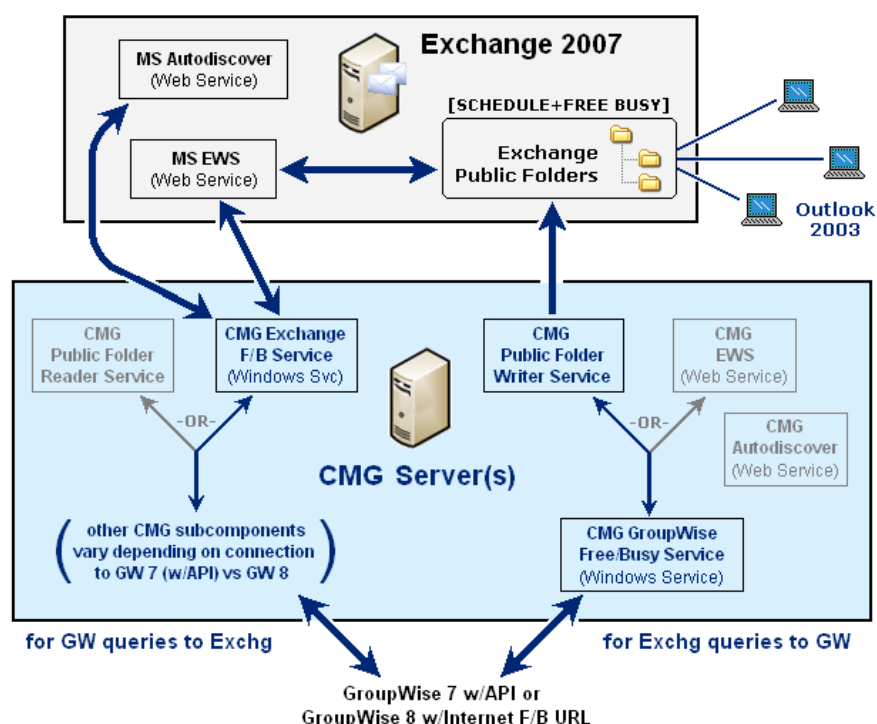 Exchange 2007
MS Autodiscover
(Web Service)
[SCHEDULE+FREE BUSY]
MS EWS
(Web Service)
Exchange
Public Folders
Outlook
2003
CMG
Public Folder
Reader Service
CMG Exchange
F/B Service
(Windows Svc)
CMG
Public Folder
Writer Service
CMG
EWS
(Web Service)
-OR-
-OR-
CMG
Autodiscover
(Web Service)
CMG Server(s)
(other CMG subcomponents
vary depending on connection
to GW 7 (w/API) vs GW 8)
CMG GroupWise
Free/Busy Service
(Windows Service)
for GW queries to Exchg
for Exchg queries to GW
GroupWise 7 w/API or
GroupWise 8 w/Internet F/B URL